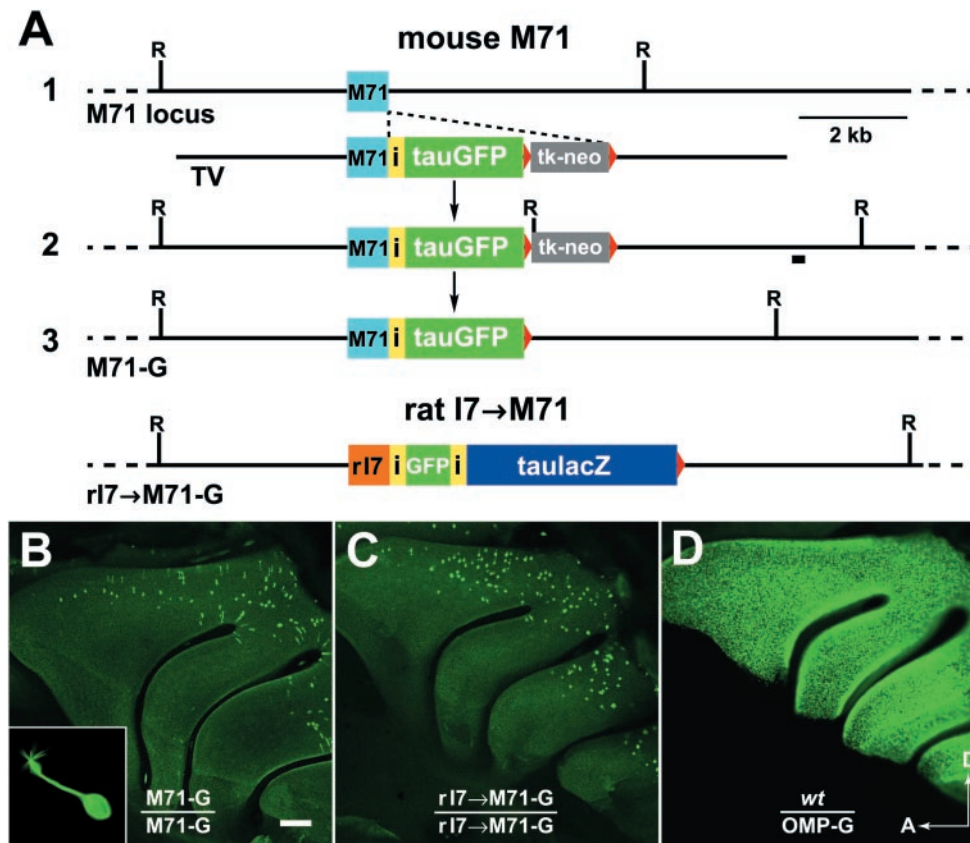 A
mouse M71
R
R
1
M71
M71 locus
2 kb
M71 i tauGFP tk-neo
TV
R
R
R
2
M71 i tauGFP tk-neo
R
R
3
M71 i tauGFP
M71-G
rat I7→M71
R
R
rI7 i GFP i taulacZ
rI7→M71-G
B
C
D
M71-G
M71-G
rI7→M71-G
rI7→M71-G
wt
OMP-G
D
A